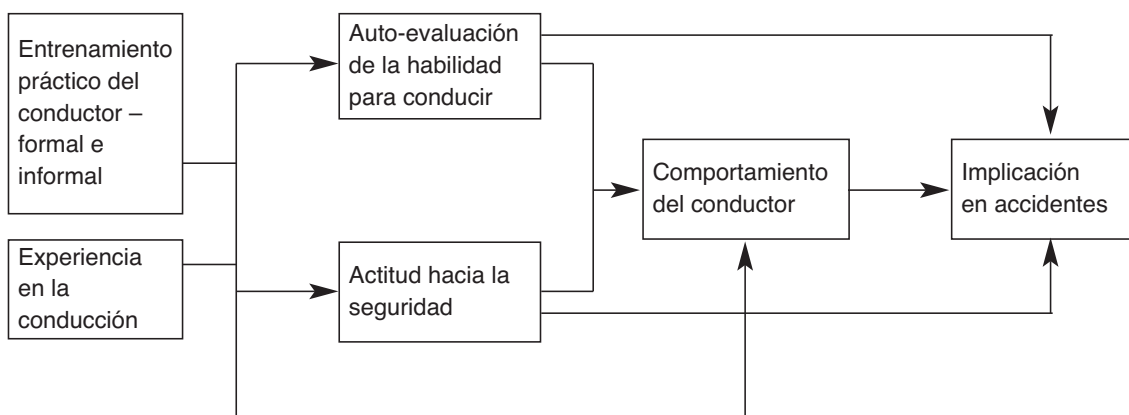 Entrenamiento
práctico del
conductor –
formal e
informal
Experiencia
en la
conducción
Auto-evaluación
de la habilidad
para conducir
Actitud hacia la
seguridad
Comportamiento
del conductor
Implicación
en accidentes